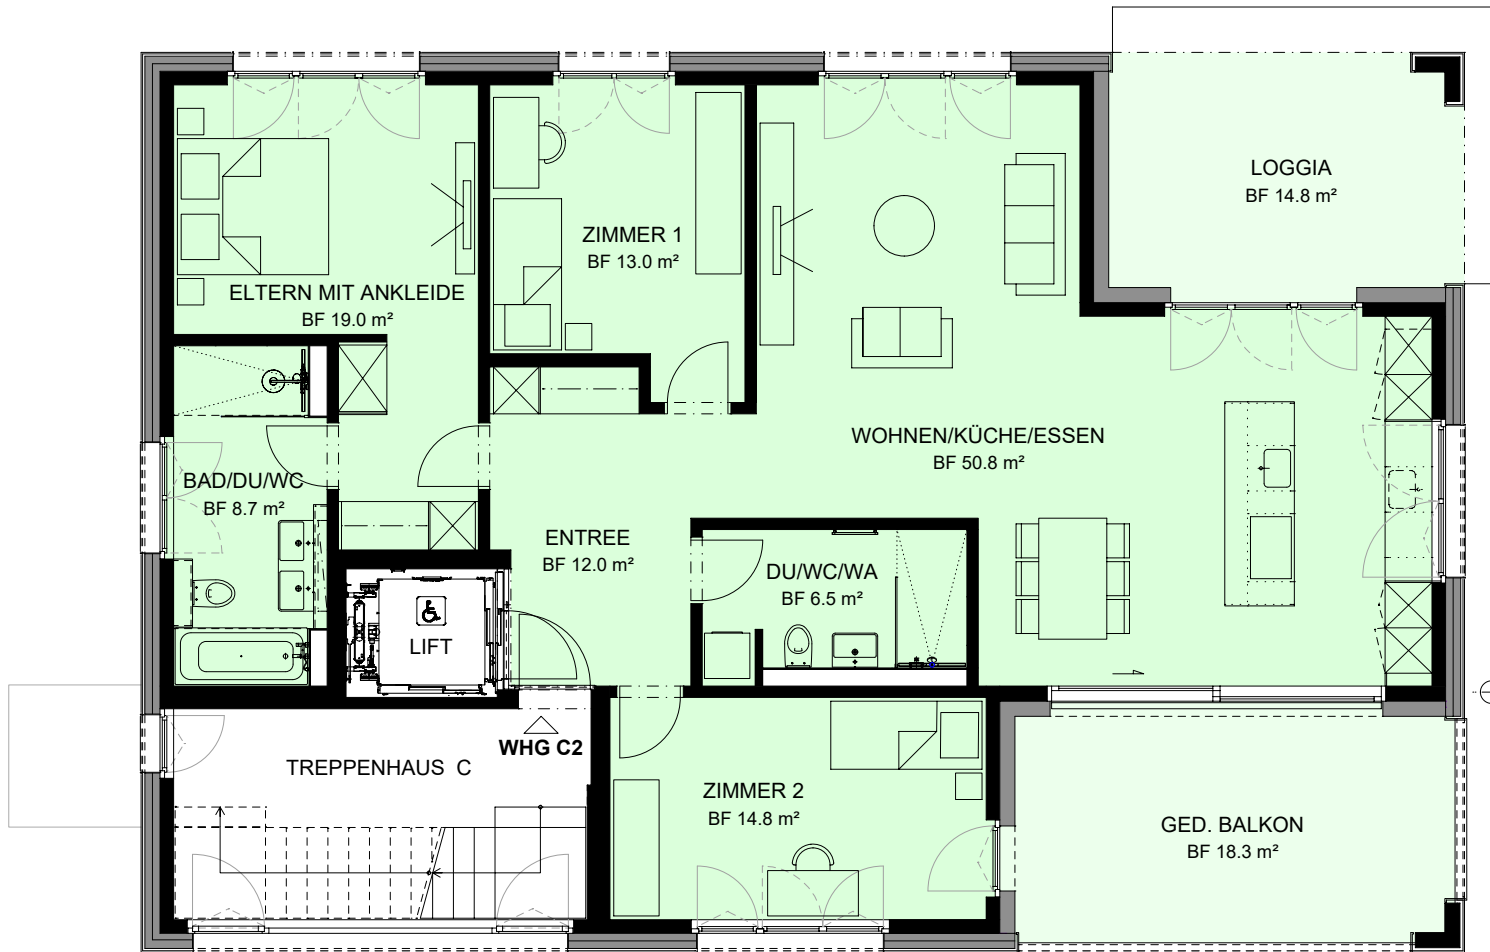 LOGGIA
BF 14.8 m²
ZIMMER 1
BF 13.0 m²
ELTERN MIT ANKLEIDE
BF 19.0 m²
WOHNEN/KÜCHE/ESSEN
BF 50.8 m²
BAD/DU/WC
BF 8.7 m²
ENTREE
BF 12.0 m²
DU/WC/WA
BF 6.5 m²
LIFT
WHG C2
TREPPENHAUS C
ZIMMER 2
BF 14.8 m²
GED. BALKON
BF 18.3 m²